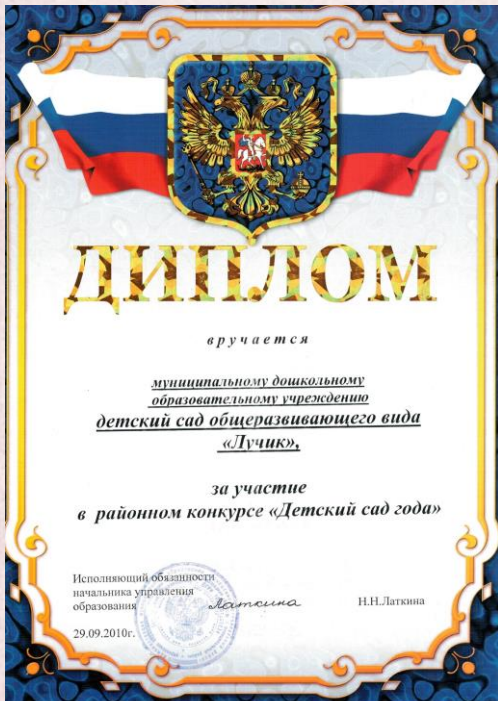 ДИПЛОМ
вручается
муниципальному дошкольному
образовательному учреждению
детский сад общеразвивающего вида
«Лучик»,
за участие
в районном конкурсе «Детский сад года»
Исполняющий обязанности
начальника управления
образования Латкина Н.Н.Латкина
29.09.2010г.